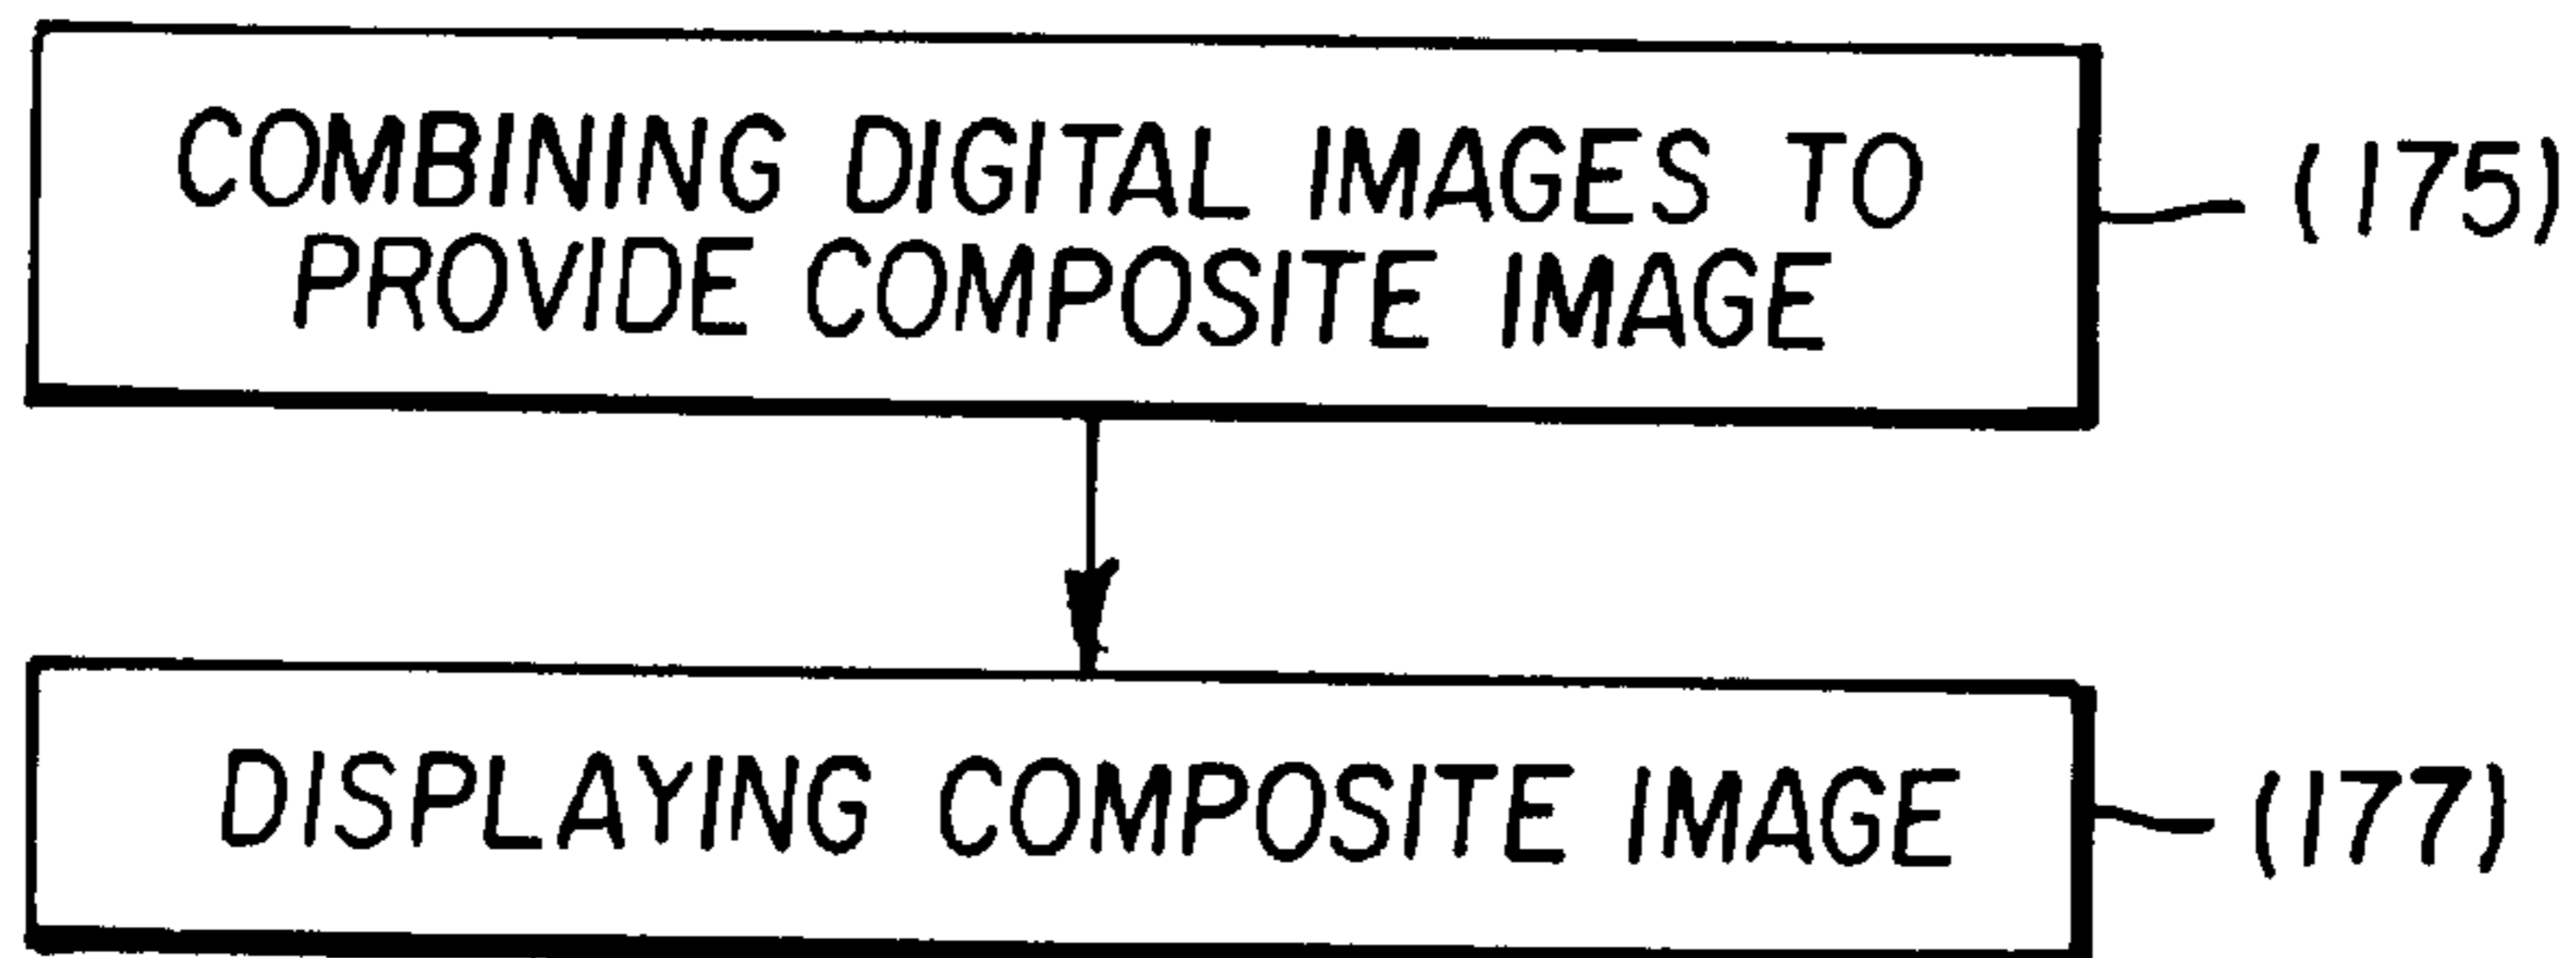 COMBINING DIGITAL IMAGES TO
PROVIDE COMPOSITE IMAGE
(175)
DISPLAYING COMPOSITE IMAGE
(177)